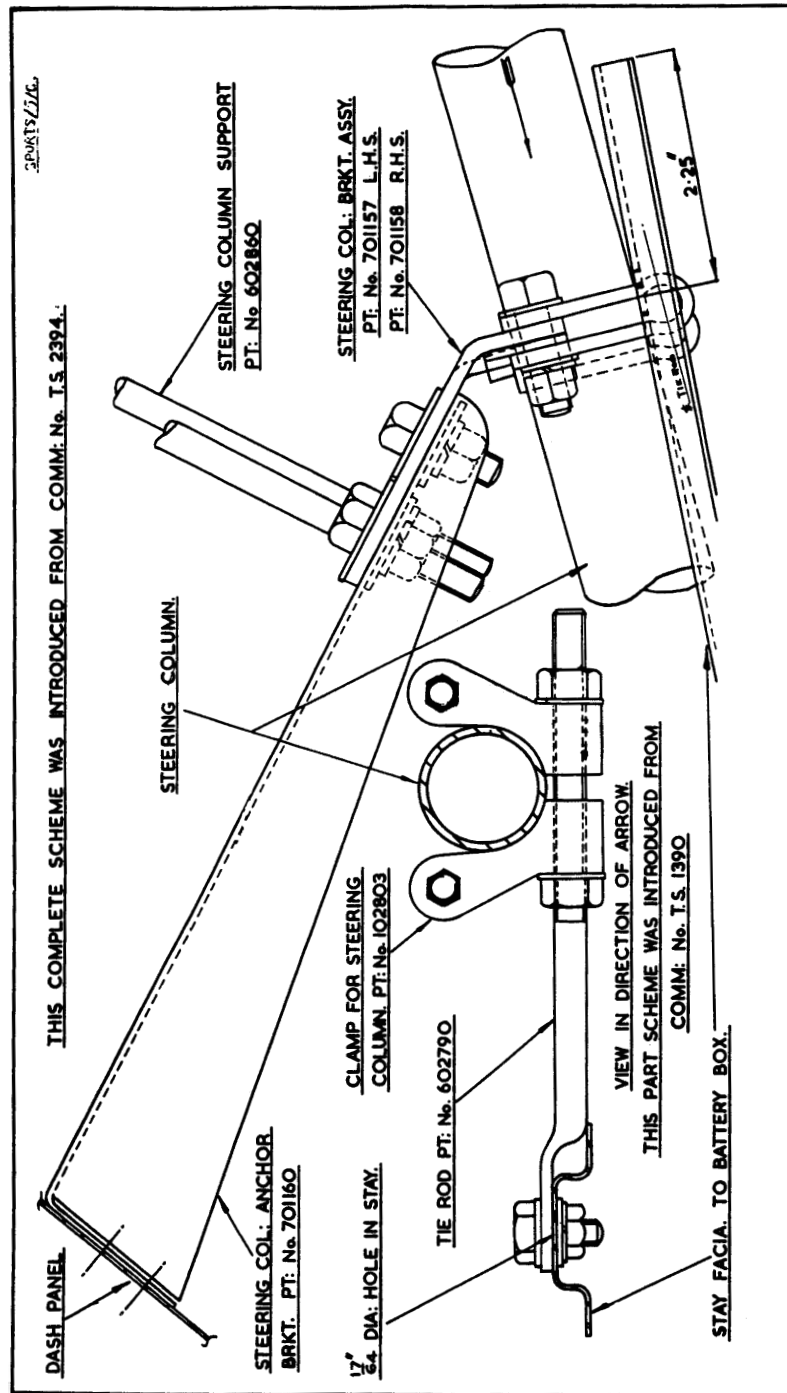 SPORTS/5/C.
THIS COMPLETE SCHEME WAS INTRODUCED FROM COMM: No. T.S. 2394.
DASH PANEL
STEERING COLUMN.
STEERING COLUMN SUPPORT
PT: No 602860
STEERING COL: BRKT. ASSY.
PT: No. 701157 L.H.S.
PT: No. 701158 R.H.S.
STEERING COL: ANCHOR
BRKT. PT: No. 701160
CLAMP FOR STEERING
COLUMN. PT: No. 102803
17"
64 DIA: HOLE IN STAY.
TIE ROD PT: No. 602790
TIE ROD
2·25"
VIEW IN DIRECTION OF ARROW.
THIS PART SCHEME WAS INTRODUCED FROM
COMM: No. T.S. 1390
STAY FACIA. TO BATTERY BOX.